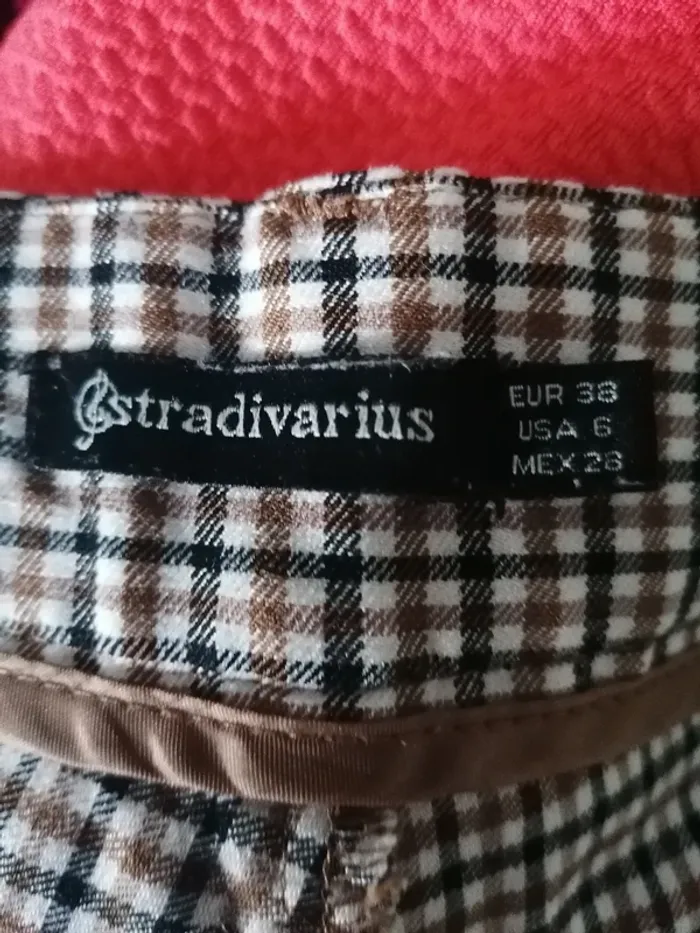 stradivarius
EUR 38
USA 6
MEX 28